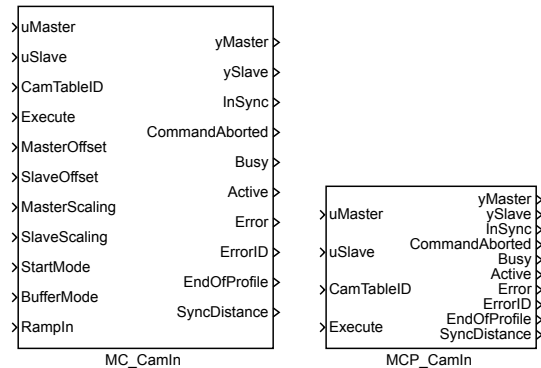 uMaster
uSlave
CamTableID
Execute
MasterOffset
SlaveOffset
MasterScaling
SlaveScaling
StartMode
BufferMode
RampIn
yMaster
ySlave
InSync
CommandAborted
Busy
Active
Error
ErrorID
EndOfProfile
SyncDistance
MC_CamIn
uMaster
uSlave
CamTableID
Execute
yMaster
ySlave
InSync
CommandAborted
Busy
Active
Error
ErrorID
EndOfProfile
SyncDistance
MCP_CamIn